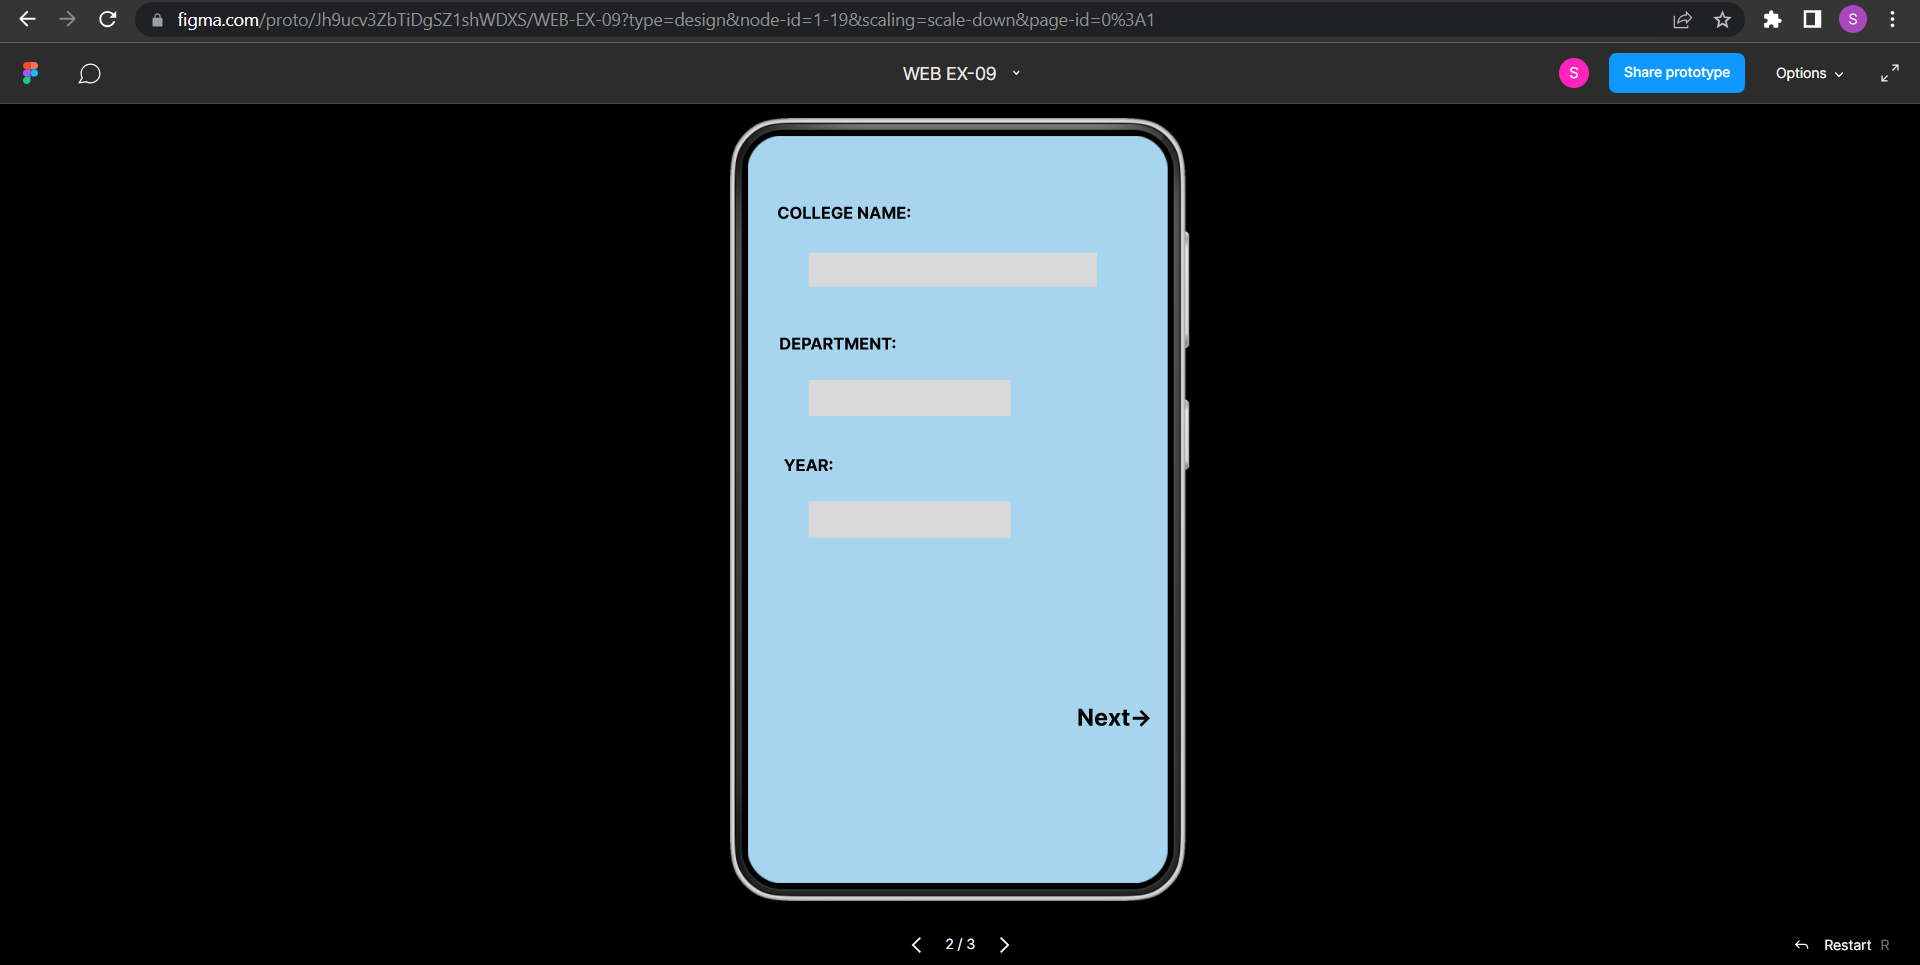 figma.com/proto/Jh9ucv3ZbTiDgSZ1shWDXS/WEB-EX-09?type=design&node-id=1-19&scaling=scale-down&page-id=0%3A1
S
WEB EX-09
S
Share prototype
Options
COLLEGE NAME:
DEPARTMENT:
YEAR:
Next→
2 / 3
Restart R